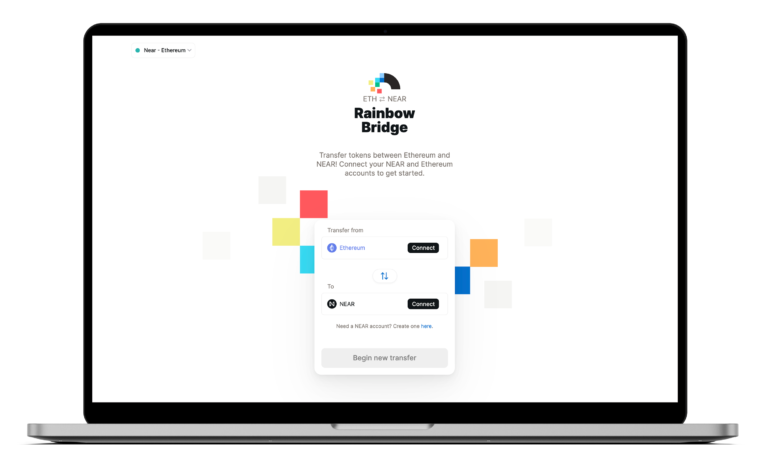 Near - Ethereum
ETH ⇄ NEAR
Rainbow
Bridge
Transfer tokens between Ethereum and
NEAR! Connect your NEAR and Ethereum
accounts to get started.
Transfer from
Ethereum
Connect
To
NEAR
Connect
Need a NEAR account? Create one here.
Begin new transfer